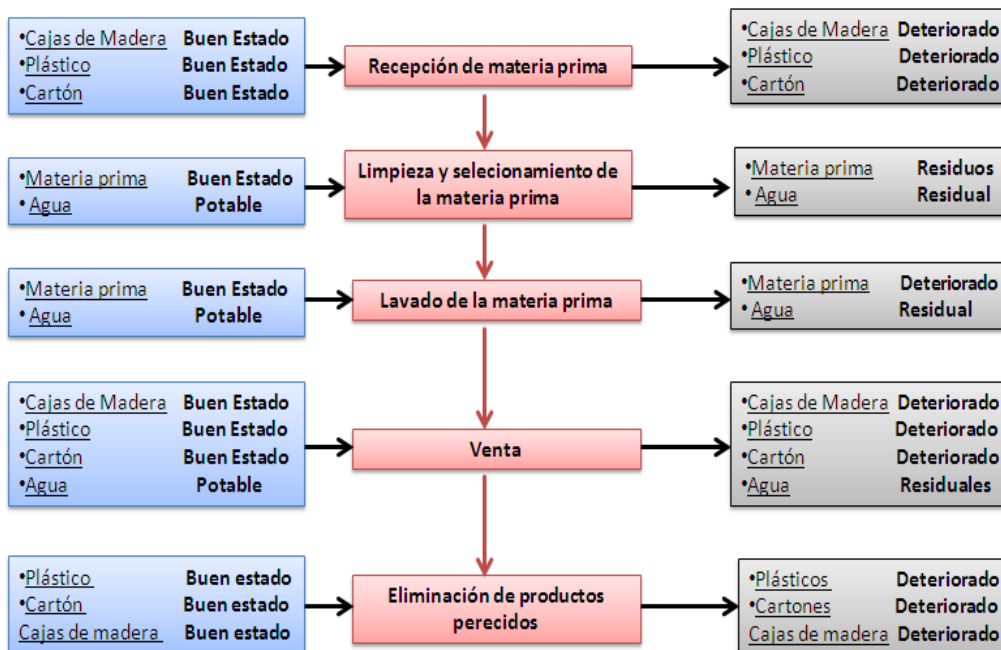 •Cajas de Madera Buen Estado
•Plástico Buen Estado
•Cartón Buen Estado
Recepción de materia prima
•Cajas de Madera Deteriorado
•Plástico Deteriorado
•Cartón Deteriorado
•Materia prima Buen Estado
• Agua Potable
Limpieza y selecionamiento de
la materia prima
•Materia prima Residuos
• Agua Residual
•Materia prima Buen Estado
• Agua Potable
Lavado de la materia prima
•Materia prima Deteriorado
• Agua Residual
•Cajas de Madera Buen Estado
•Plástico Buen Estado
•Cartón Buen Estado
•Agua Potable
Venta
•Cajas de Madera Deteriorado
•Plástico Deteriorado
•Cartón Deteriorado
•Agua Residuales
•Plástico Buen estado
•Cartón Buen estado
Cajas de madera Buen estado
Eliminación de productos
perecidos
•Plásticos Deteriorado
•Cartones Deteriorado
Cajas de madera Deteriorado